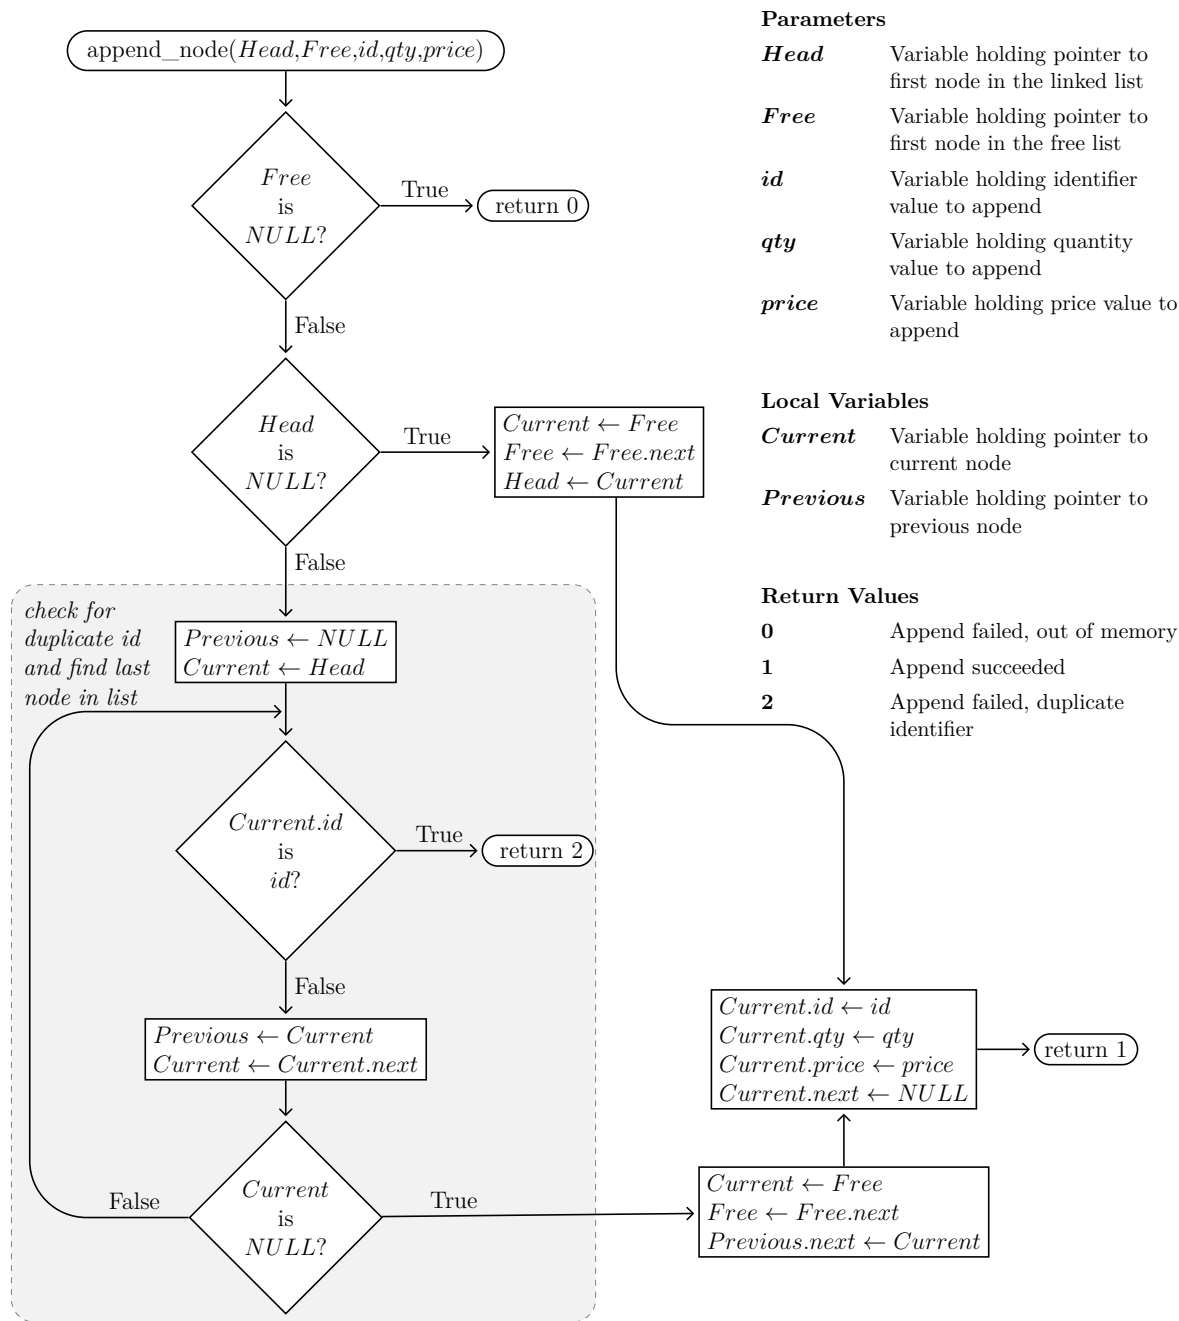 append_node(Head,Free,id,qty,price)
Free
is
NULL?
True
return 0
False
Head
is
NULL?
True
Current ← Free
Free ← Free.next
Head ← Current
False
check for
duplicate id
and find last
node in list
Previous ← NULL
Current ← Head
Current.id
is
id?
True
return 2
False
Previous ← Current
Current ← Current.next
Current
is
NULL?
False
True
Current ← Free
Free ← Free.next
Previous.next ← Current
Current.id ← id
Current.qty ← qty
Current.price ← price
Current.next ← NULL
return 1
Parameters
Head Variable holding pointer to
first node in the linked list
Free Variable holding pointer to
first node in the free list
id Variable holding identifier
value to append
qty Variable holding quantity
value to append
price Variable holding price value to
append
Local Variables
Current Variable holding pointer to
current node
Previous Variable holding pointer to
previous node
Return Values
0 Append failed, out of memory
1 Append succeeded
2 Append failed, duplicate
identifier